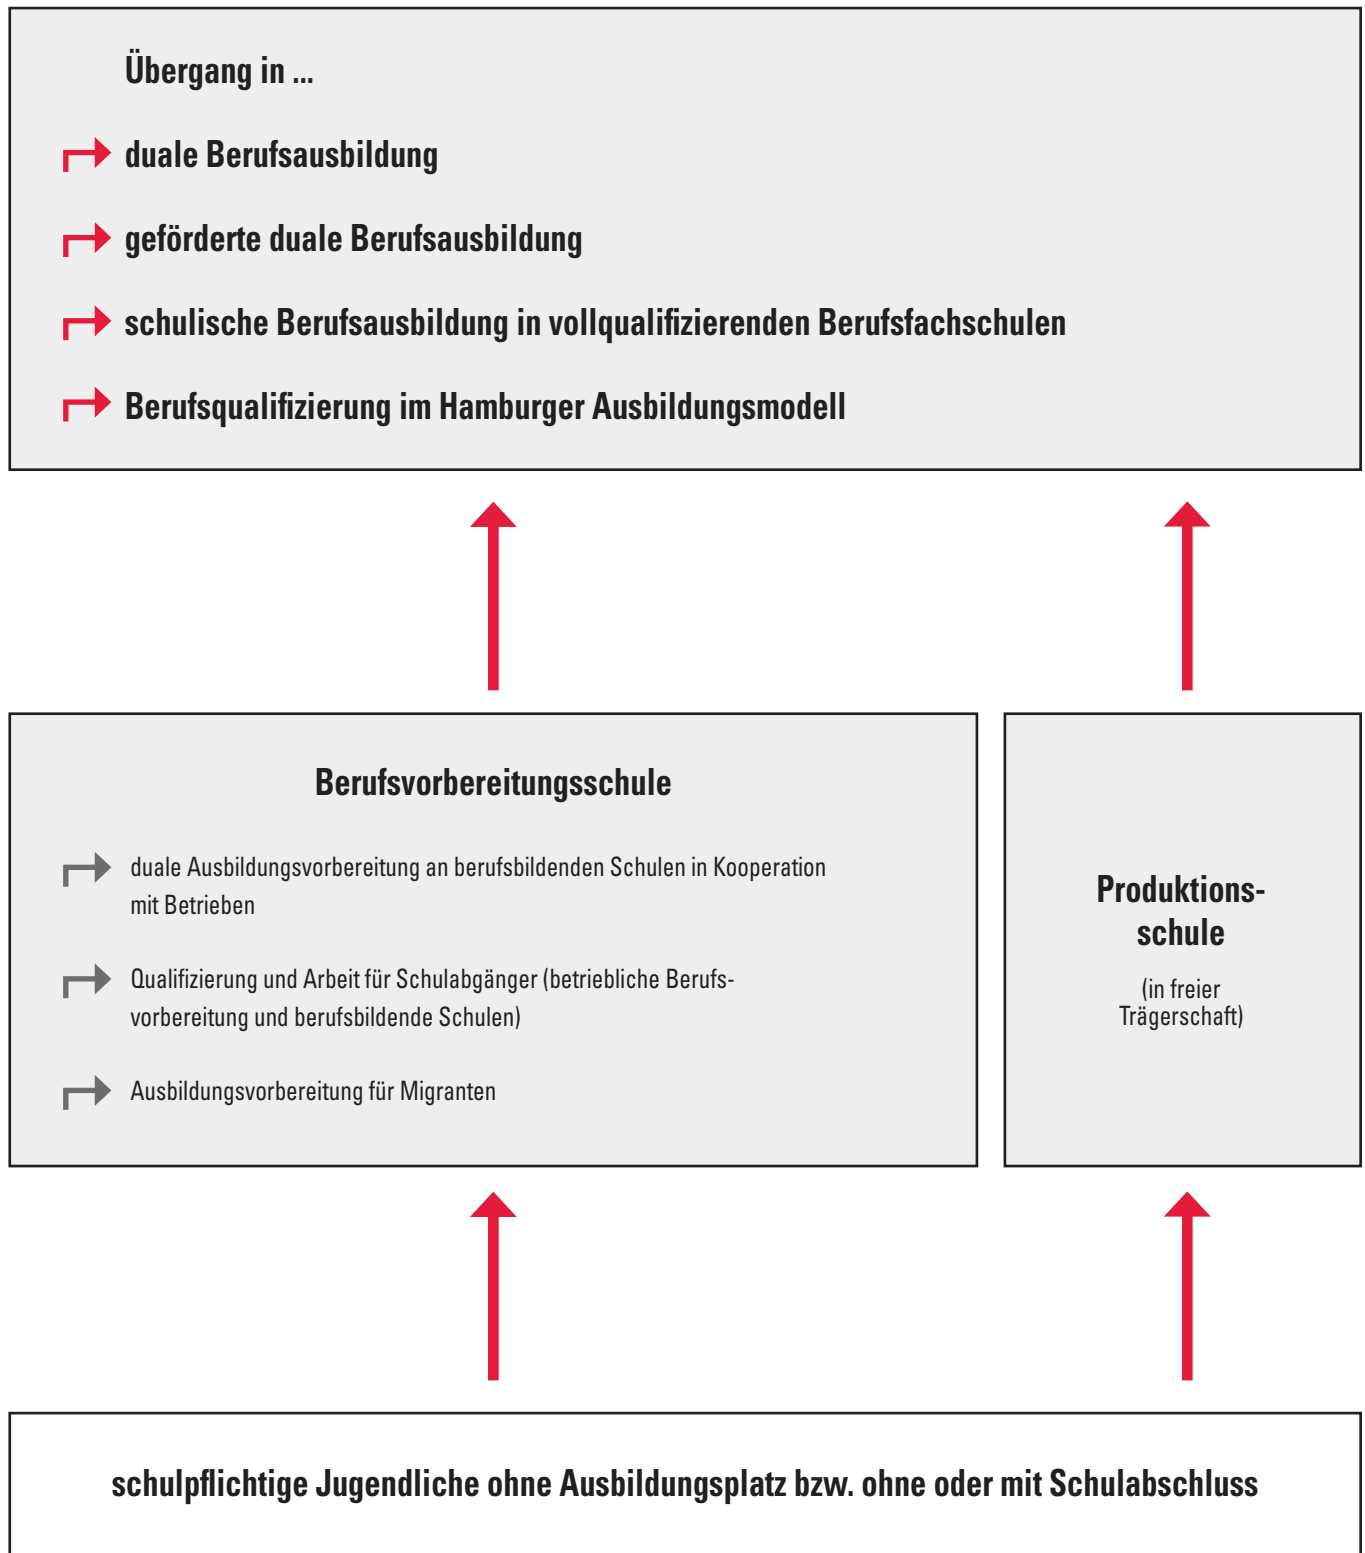 Übergang in ...
duale Berufsausbildung
geförderte duale Berufsausbildung
schulische Berufsausbildung in vollqualifizierenden Berufsfachschulen
Berufsqualifizierung im Hamburger Ausbildungsmodell
Berufsvorbereitungsschule
duale Ausbildungsvorbereitung an berufsbildenden Schulen in Kooperation
mit Betrieben
Qualifizierung und Arbeit für Schulabgänger (betriebliche Berufs-
vorbereitung und berufsbildende Schulen)
Ausbildungsvorbereitung für Migranten
Produktions-
schule
(in freier
Trägerschaft)
schulpflichtige Jugendliche ohne Ausbildungsplatz bzw. ohne oder mit Schulabschluss